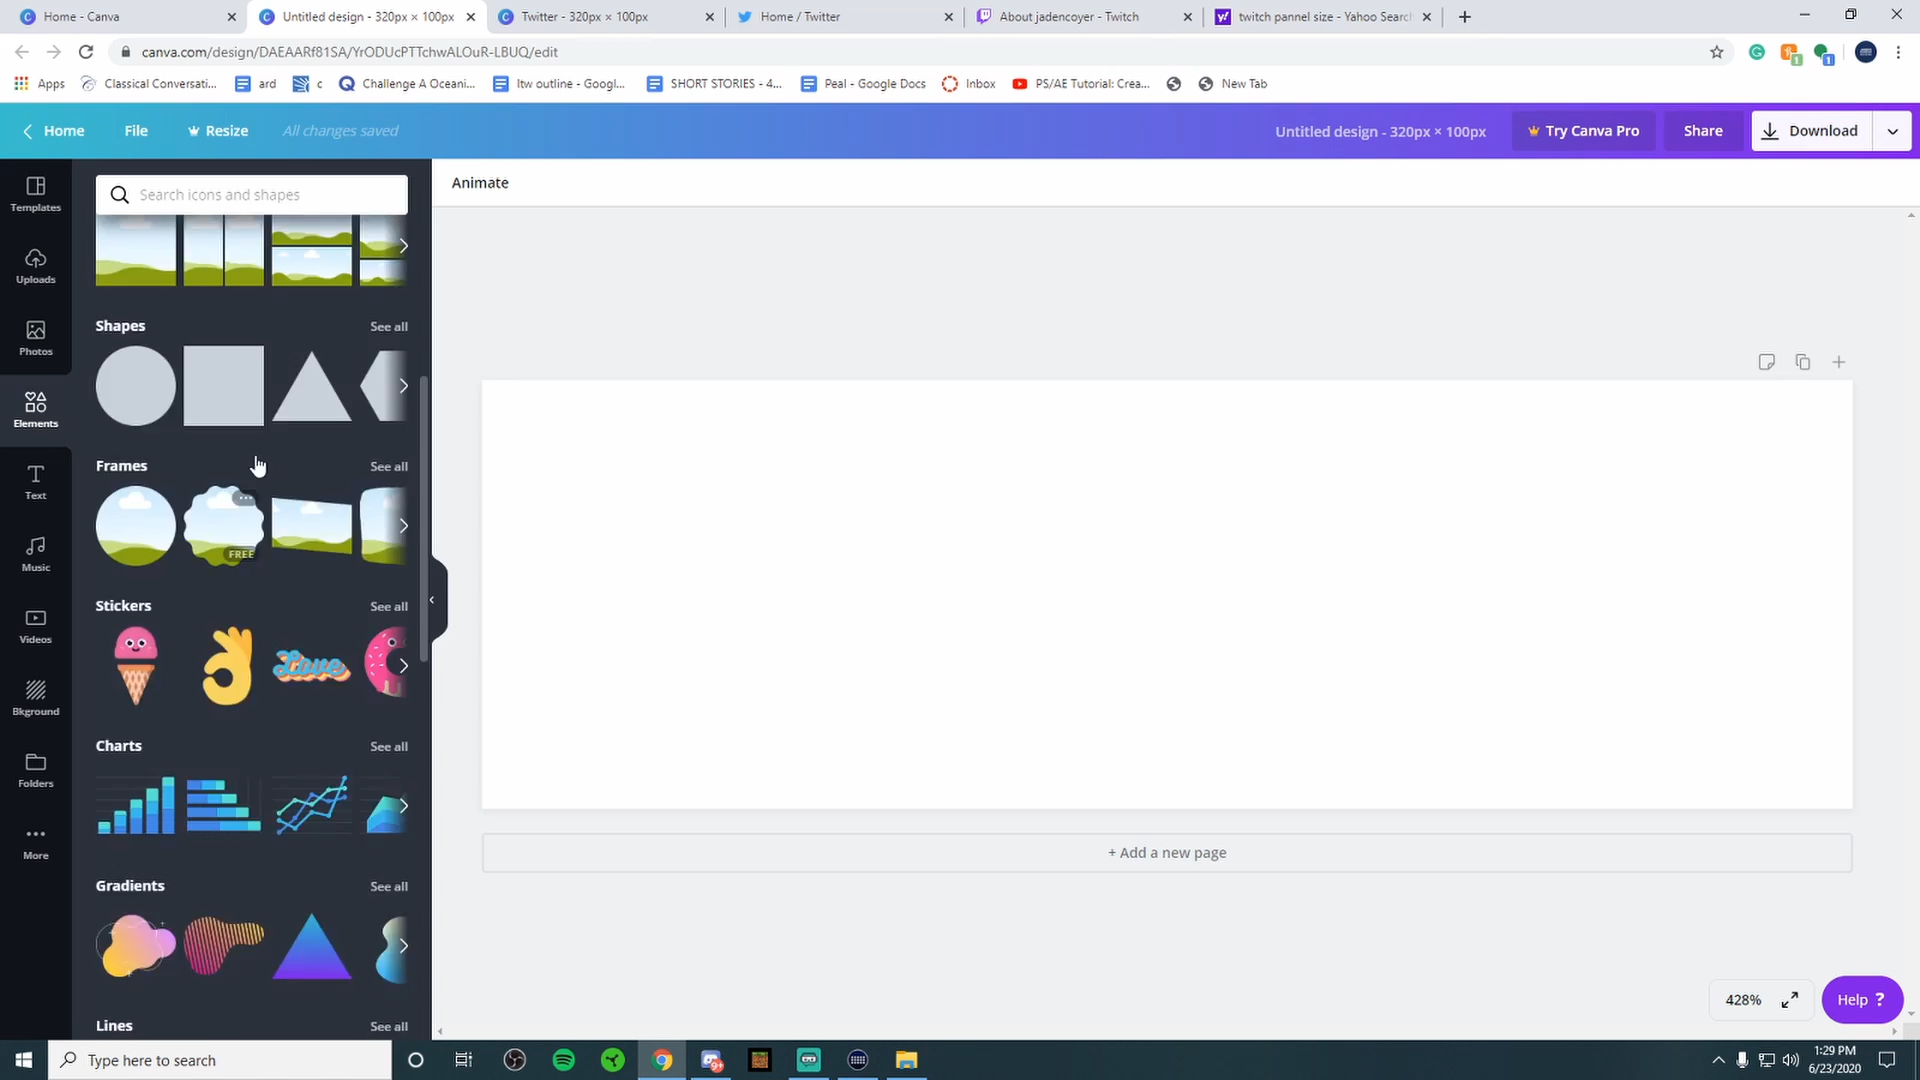 Home - Canva
Untitled design - 320px × 100px
Twitter - 320px × 100px
Home / Twitter
About jadencoyer - Twitch
twitch pannel size - Yahoo Searc
canva.com/design/DAEAARf81SA/YrODUcPTTchwALOuR-LBUQ/edit
Apps
Classical Conversati...
ard
c
Challenge A Oceani...
ltw outline - Googl...
SHORT STORIES - 4...
Peal - Google Docs
Inbox
PS/AE Tutorial: Crea...
New Tab
Home
File
Resize
All changes saved
Untitled design - 320px × 100px
Try Canva Pro
Share
Download
Templates
Uploads
Photos
Elements
Text
Music
Videos
Bkground
Folders
More
Search icons and shapes
Shapes
See all
Frames
See all
FREE
Stickers
See all
Love
Charts
See all
Gradients
See all
Lines
See all
Animate
+ Add a new page
428%
Help ?
Type here to search
9+
1:29 PM
6/23/2020